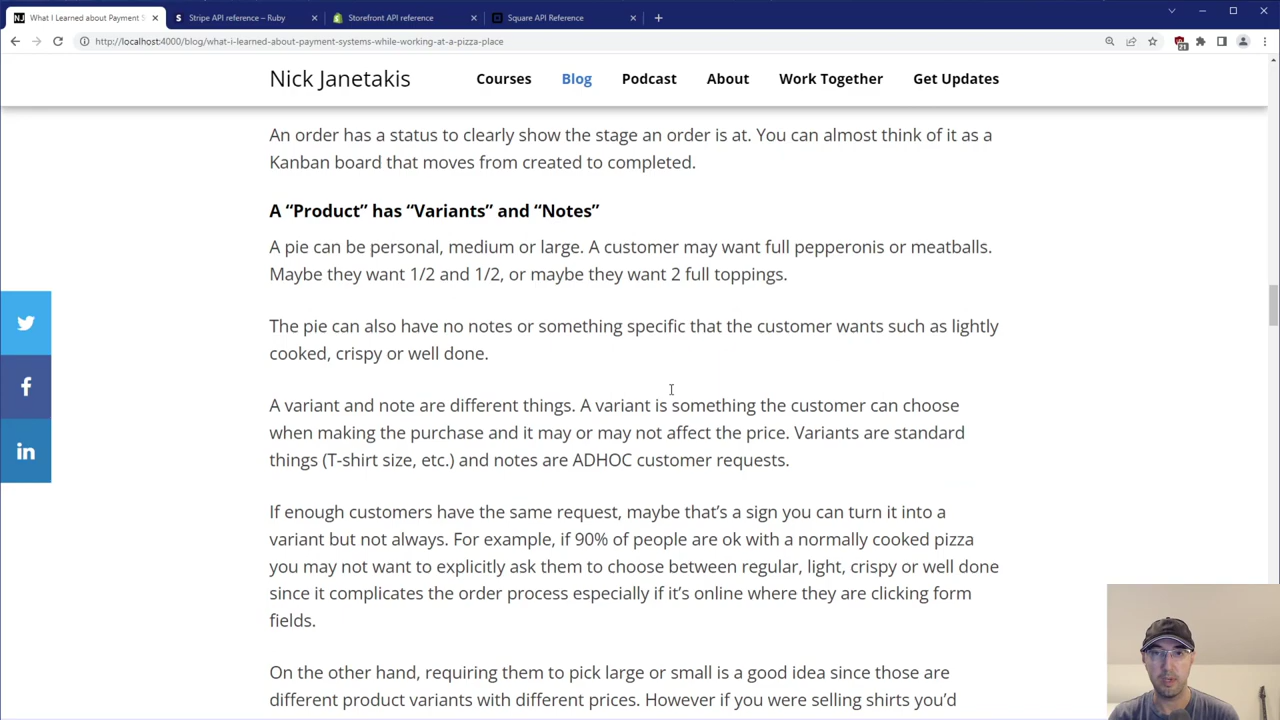 What I Learned about Payment S
Stripe API reference – Ruby
Storefront API reference
Square API Reference
http://localhost:4000/blog/what-i-learned-about-payment-systems-while-working-at-a-pizza-place
21
Nick Janetakis
Courses
Blog
Podcast
About
Work Together
Get Updates
An order has a status to clearly show the stage an order is at. You can almost think of it as a
Kanban board that moves from created to completed.
A “Product” has “Variants” and “Notes”
A pie can be personal, medium or large. A customer may want full pepperonis or meatballs.
Maybe they want 1/2 and 1/2, or maybe they want 2 full toppings.
The pie can also have no notes or something specific that the customer wants such as lightly
cooked, crispy or well done.
A variant and note are different things. A variant is something the customer can choose
when making the purchase and it may or may not affect the price. Variants are standard
things (T-shirt size, etc.) and notes are ADHOC customer requests.
If enough customers have the same request, maybe that’s a sign you can turn it into a
variant but not always. For example, if 90% of people are ok with a normally cooked pizza
you may not want to explicitly ask them to choose between regular, light, crispy or well done
since it complicates the order process especially if it’s online where they are clicking form
fields.
On the other hand, requiring them to pick large or small is a good idea since those are
different product variants with different prices. However if you were selling shirts you’d